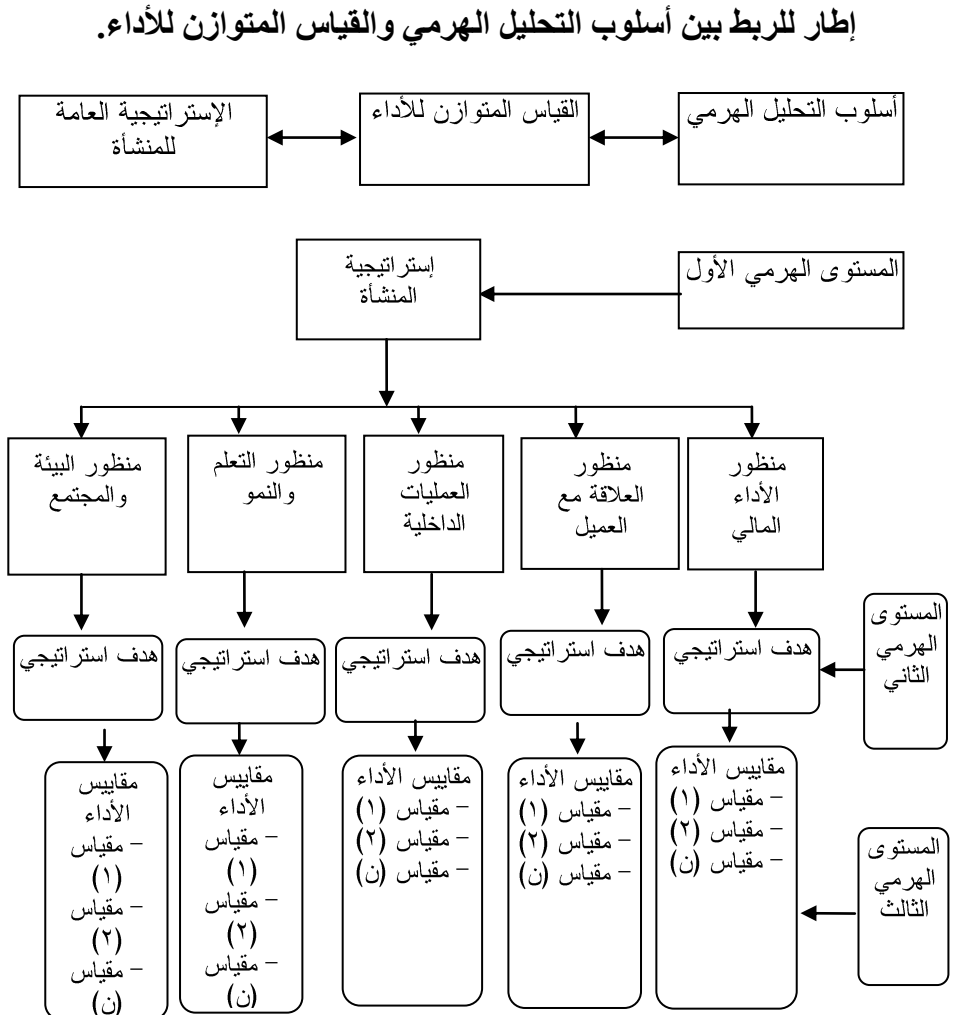 إطار للربط بين أسلوب التحليل الهرمي والقياس المتوازن للأداء.
أسلوب التحليل الهرمي
القياس المتوازن للأداء
الإستراتيجية العامة
للمنشأة
المستوى الهرمي الأول
إستراتيجية
المنشأة
منظور
الأداء
المالي
منظور
العلاقة مع
العميل
منظور
العمليات
الداخلية
منظور التعلم
والنمو
منظور البيئة
والمجتمع
المستوى
الهرمي
الثاني
هدف استراتيجي
هدف استراتيجي
هدف استراتيجي
هدف استراتيجي
هدف استراتيجي
مقاييس الأداء
- مقياس (١)
- مقياس (٢)
- مقياس (ن)
مقاييس الأداء
- مقياس (١)
- مقياس (٢)
- مقياس (ن)
مقاييس الأداء
- مقياس (١)
- مقياس (٢)
- مقياس (ن)
مقاييس
الأداء
- مقياس
(١)
- مقياس
(٢)
- مقياس
(ن)
مقاييس
الأداء
- مقياس
(١)
- مقياس
(٢)
- مقياس
(ن)
المستوى
الهرمي
الثالث